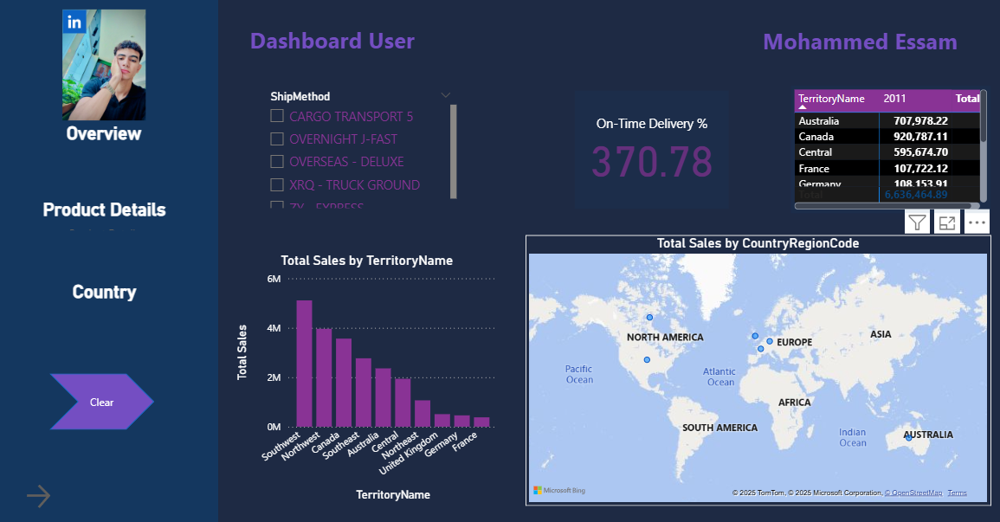 in
Overview
Product Details
Country
Clear
Dashboard User
Mohammed Essam
ShipMethod
CARGO TRANSPORT 5
OVERNIGHT J-FAST
OVERSEAS - DELUXE
XRQ - TRUCK GROUND
ZY - EXPRESS
On-Time Delivery %
370.78
TerritoryName 2011 Total
Australia 707,978.22
Canada 920,787.11
Central 595,674.70
France 107,722.12
Germany 108,153.91
Total 6,636,464.89
Total Sales by TerritoryName
6M
4M
2M
0M
Total Sales
Southwest
Northwest
Canada
Southeast
Australia
Central
Northeast
United Kingdom
Germany
France
TerritoryName
Total Sales by CountryRegionCode
NORTH AMERICA
EUROPE
ASIA
Pacific
Ocean
Atlantic
Ocean
AFRICA
SOUTH AMERICA
Indian
Ocean
AUSTRALIA
Microsoft Bing
© 2025 TomTom, © 2025 Microsoft Corporation, © OpenStreetMap Terms